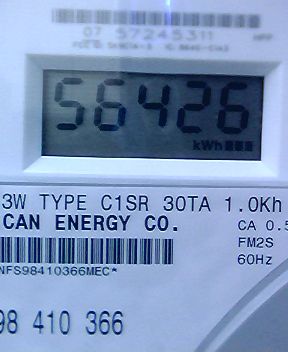 07 57245311
56426
kWh
3W TYPE C1SR 30TA 1.0Kh
CAN ENERGY CO.
CA 0.5
FM2S
60Hz
NFS98410366MEC*
98 410 366